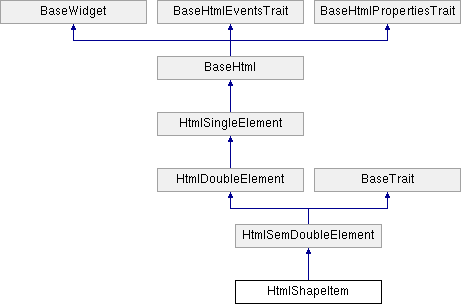 BaseWidget
BaseHtmlEventsTrait
BaseHtmlPropertiesTrait
BaseHtml
HtmlSingleElement
HtmlDoubleElement
BaseTrait
HtmlSemDoubleElement
HtmlShapeItem